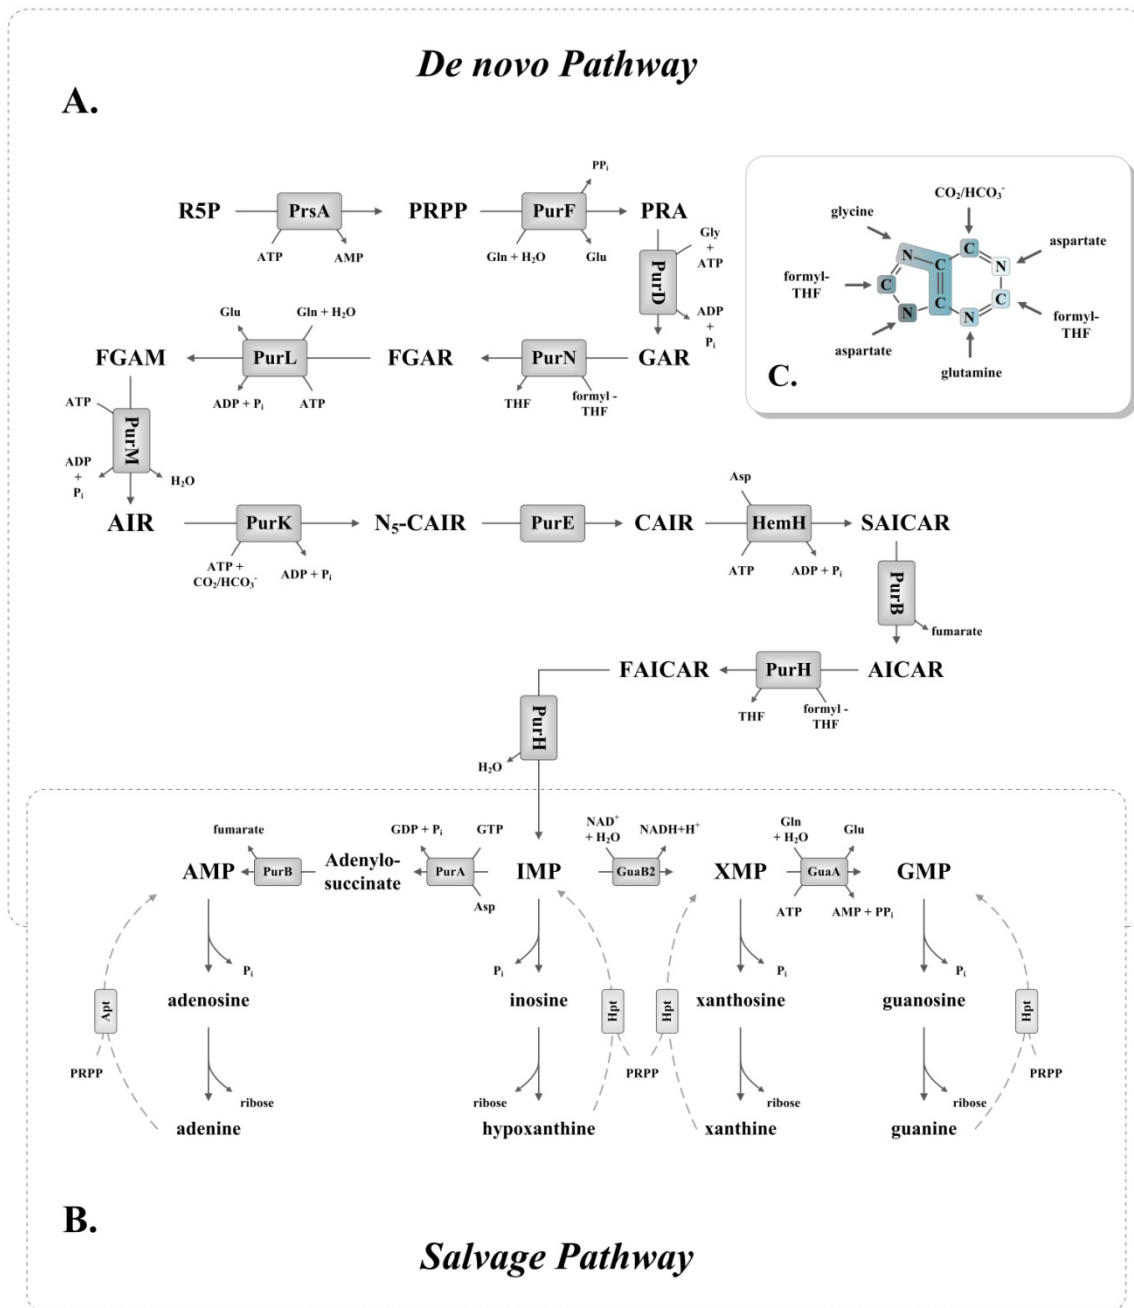 De novo Pathway
A.
R5P
PrsA
PRPP
PurF
PRA
ATP
AMP
PPi
Gln + H2O
Glu
Gly
+
ATP
PurD
ADP
+
Pi
FGAM
PurL
FGAR
PurN
GAR
Glu
Gln + H2O
ADP + Pi
ATP
THF
formyl -
THF
ATP
PurM
ADP
+
Pi
H2O
AIR
PurK
N5-CAIR
PurE
CAIR
HemH
SAICAR
ATP +
CO2/HCO3-
ADP + Pi
Asp
ATP
ADP + Pi
PurB
fumarate
FAICAR
PurH
AICAR
THF
formyl -
THF
PurH
H2O
CO2/HCO3-
glycine
aspartate
formyl-
THF
N
C
C
N
C
C
C
N
N
formyl-
THF
aspartate
glutamine
C.
fumarate
GDP + Pi
GTP
NAD+
+ H2O
NADH+H+
Gln
+ H2O
Glu
AMP
PurB
Adenylo-
succinate
PurA
IMP
GuaB2
XMP
GuaA
GMP
Asp
ATP
AMP + PPi
Pi
Pi
Pi
Pi
adenosine
inosine
xanthosine
guanosine
Apt
Hpt
Hpt
Hpt
PRPP
PRPP
PRPP
ribose
ribose
ribose
ribose
adenine
hypoxanthine
xanthine
guanine
B.
Salvage Pathway